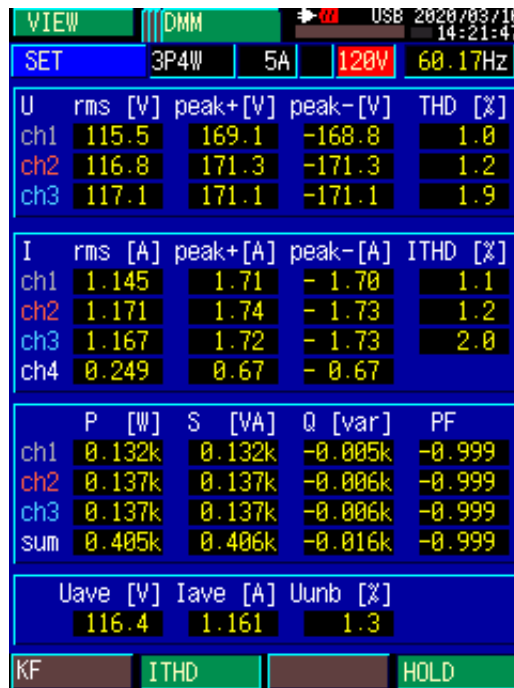 VIEW DMM USB 2020/03/10
14:21:47
SET 3P4W 5A 120V 60.17Hz
U rms [V] peak+[V] peak-[V] THD [%]
ch1 115.5 169.1 -168.8 1.0
ch2 116.8 171.3 -171.3 1.2
ch3 117.1 171.1 -171.1 1.9
I rms [A] peak+[A] peak-[A] ITHD [%]
ch1 1.145 1.71 - 1.70 1.1
ch2 1.171 1.74 - 1.73 1.2
ch3 1.167 1.72 - 1.73 2.0
ch4 0.249 0.67 - 0.67
P [W] S [VA] Q [var] PF
ch1 0.132k 0.132k -0.005k -0.999
ch2 0.137k 0.137k -0.006k -0.999
ch3 0.137k 0.137k -0.006k -0.999
sum 0.405k 0.406k -0.016k -0.999
Uave [V] Iave [A] Uunb [%]
116.4 1.161 1.3
KF ITHD HOLD